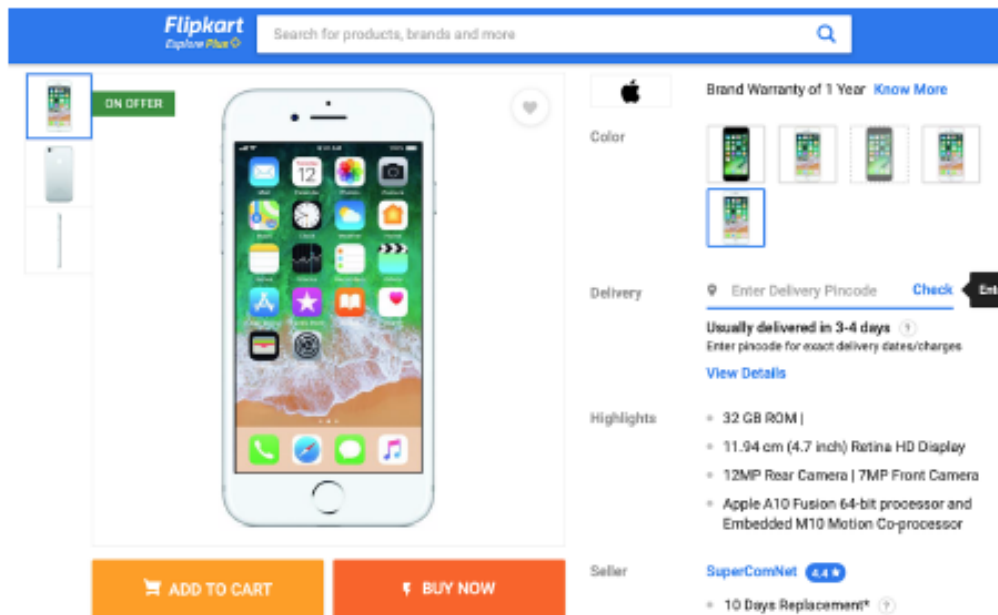 Flipkart
Explore Plus
Search for products, brands and more
ON OFFER
12
ADD TO CART
BUY NOW
Brand Warranty of 1 Year Know More
Color
Delivery
Enter Delivery Pincode Check
Usually delivered in 3-4 days ?
Enter pincode for exact delivery dates/charges
View Details
Highlights
32 GB ROM |
11.94 cm (4.7 inch) Retina HD Display
12MP Rear Camera | 7MP Front Camera
Apple A10 Fusion 64-bit processor and
Embedded M10 Motion Co-processor
Seller
SuperComNet 4.4 ★
10 Days Replacement* ?